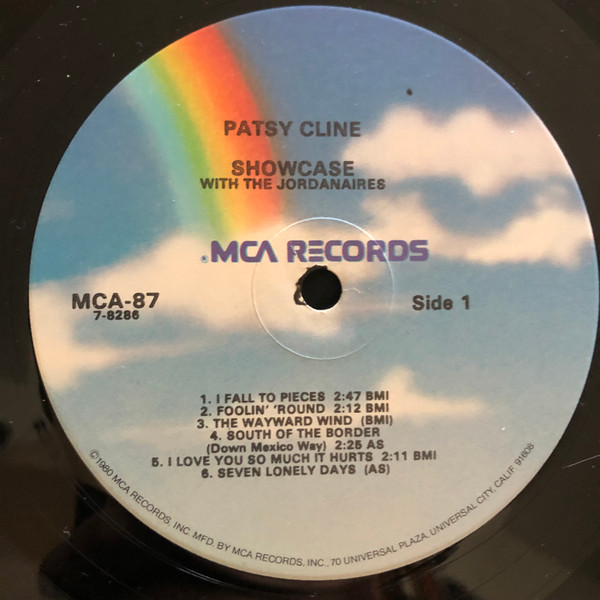 PATSY CLINE
SHOWCASE
WITH THE JORDANAIRES
MCA RECORDS
MCA-87
7-8286
Side 1
1. I FALL TO PIECES 2:47 BMI
2. FOOLIN' 'ROUND 2:12 BMI
3. THE WAYWARD WIND (BMI)
4. SOUTH OF THE BORDER
(Down Mexico Way) 2:25 AS
5. I LOVE YOU SO MUCH IT HURTS 2:11 BMI
6. SEVEN LONELY DAYS (AS)
©1980 MCA RECORDS, INC. MFD. BY MCA RECORDS, INC., 70 UNIVERSAL PLAZA, UNIVERSAL CITY, CALIF. 91608